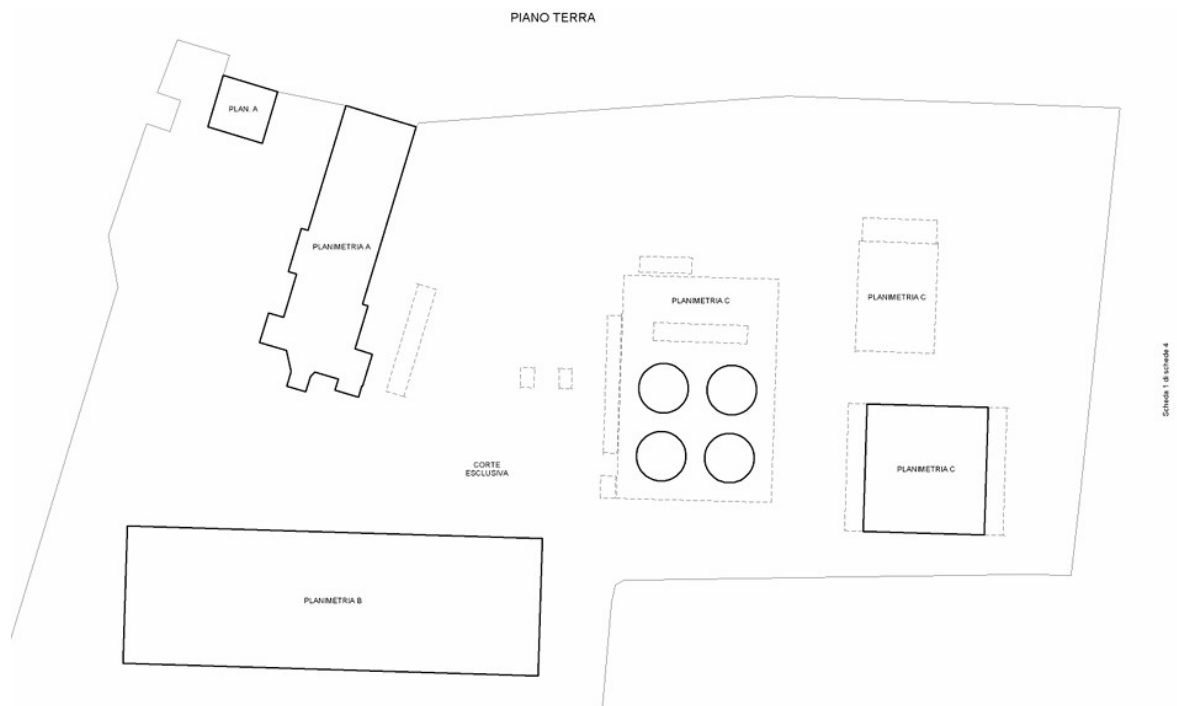 PIANO TERRA
PLAN. A
PLANIMETRIA A
PLANIMETRIA C
PLANIMETRIA C
Scheda 1 di schede 4
PLANIMETRIA C
CORTE
ESCLUSIVA
PLANIMETRIA B